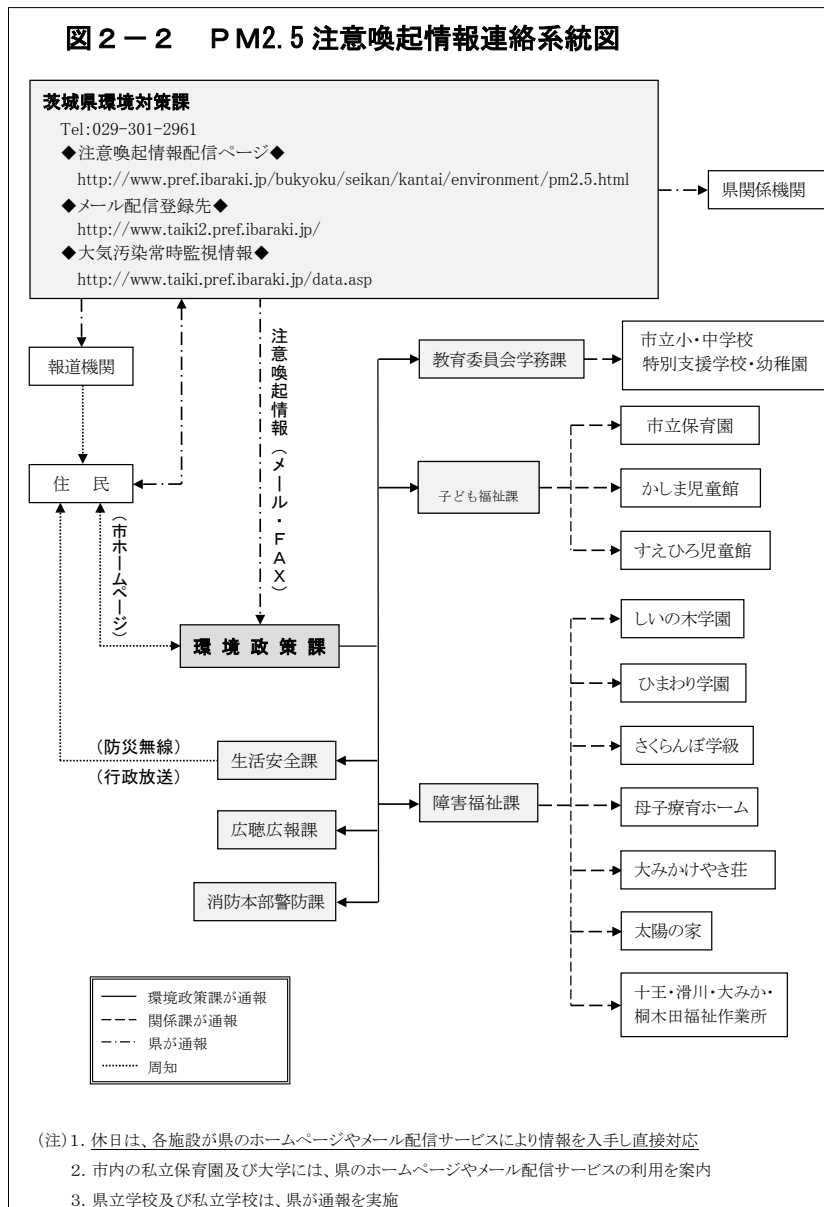 図2-2 PM2.5注意喚起情報連絡系統図
茨城県環境対策課
Tel:029-301-2961
◆注意喚起情報配信ページ◆
http://www.pref.ibaraki.jp/bukyoku/seikan/kantai/environment/pm2.5.html
◆メール配信登録先◆
http://www.taiki2.pref.ibaraki.jp/
◆大気汚染常時監視情報◆
http://www.taiki.pref.ibaraki.jp/data.asp
県関係機関
報道機関
住 民
注意喚起情報(メール・FAX)
(市ホームページ)
環境政策課
教育委員会学務課
市立小・中学校
特別支援学校・幼稚園
子ども福祉課
市立保育園
かしま児童館
すえひろ児童館
(防災無線)
(行政放送)
生活安全課
広聴広報課
消防本部警防課
障害福祉課
しいの木学園
ひまわり学園
さくらんぼ学級
母子療育ホーム
大みかけやき荘
太陽の家
十王・滑川・大みか・
桐木田福祉作業所
環境政策課が通報
関係課が通報
県が通報
周知
(注)1. 休日は、各施設が県のホームページやメール配信サービスにより情報を入手し直接対応
2. 市内の私立保育園及び大学には、県のホームページやメール配信サービスの利用を案内
3. 県立学校及び私立学校は、県が通報を実施